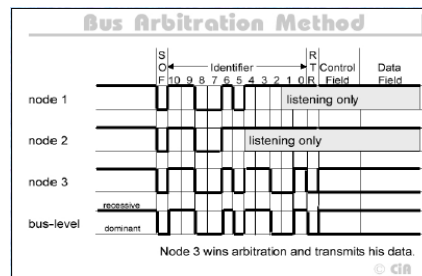 Bus Arbitration Method
S O F
Identifier
R T R
Control Field
Data Field
10 9 8 7 6 5 4 3 2 1 0
node 1
listening only
node 2
listening only
node 3
recessive
bus-level
dominant
Node 3 wins arbitration and transmits his data.
© CiA